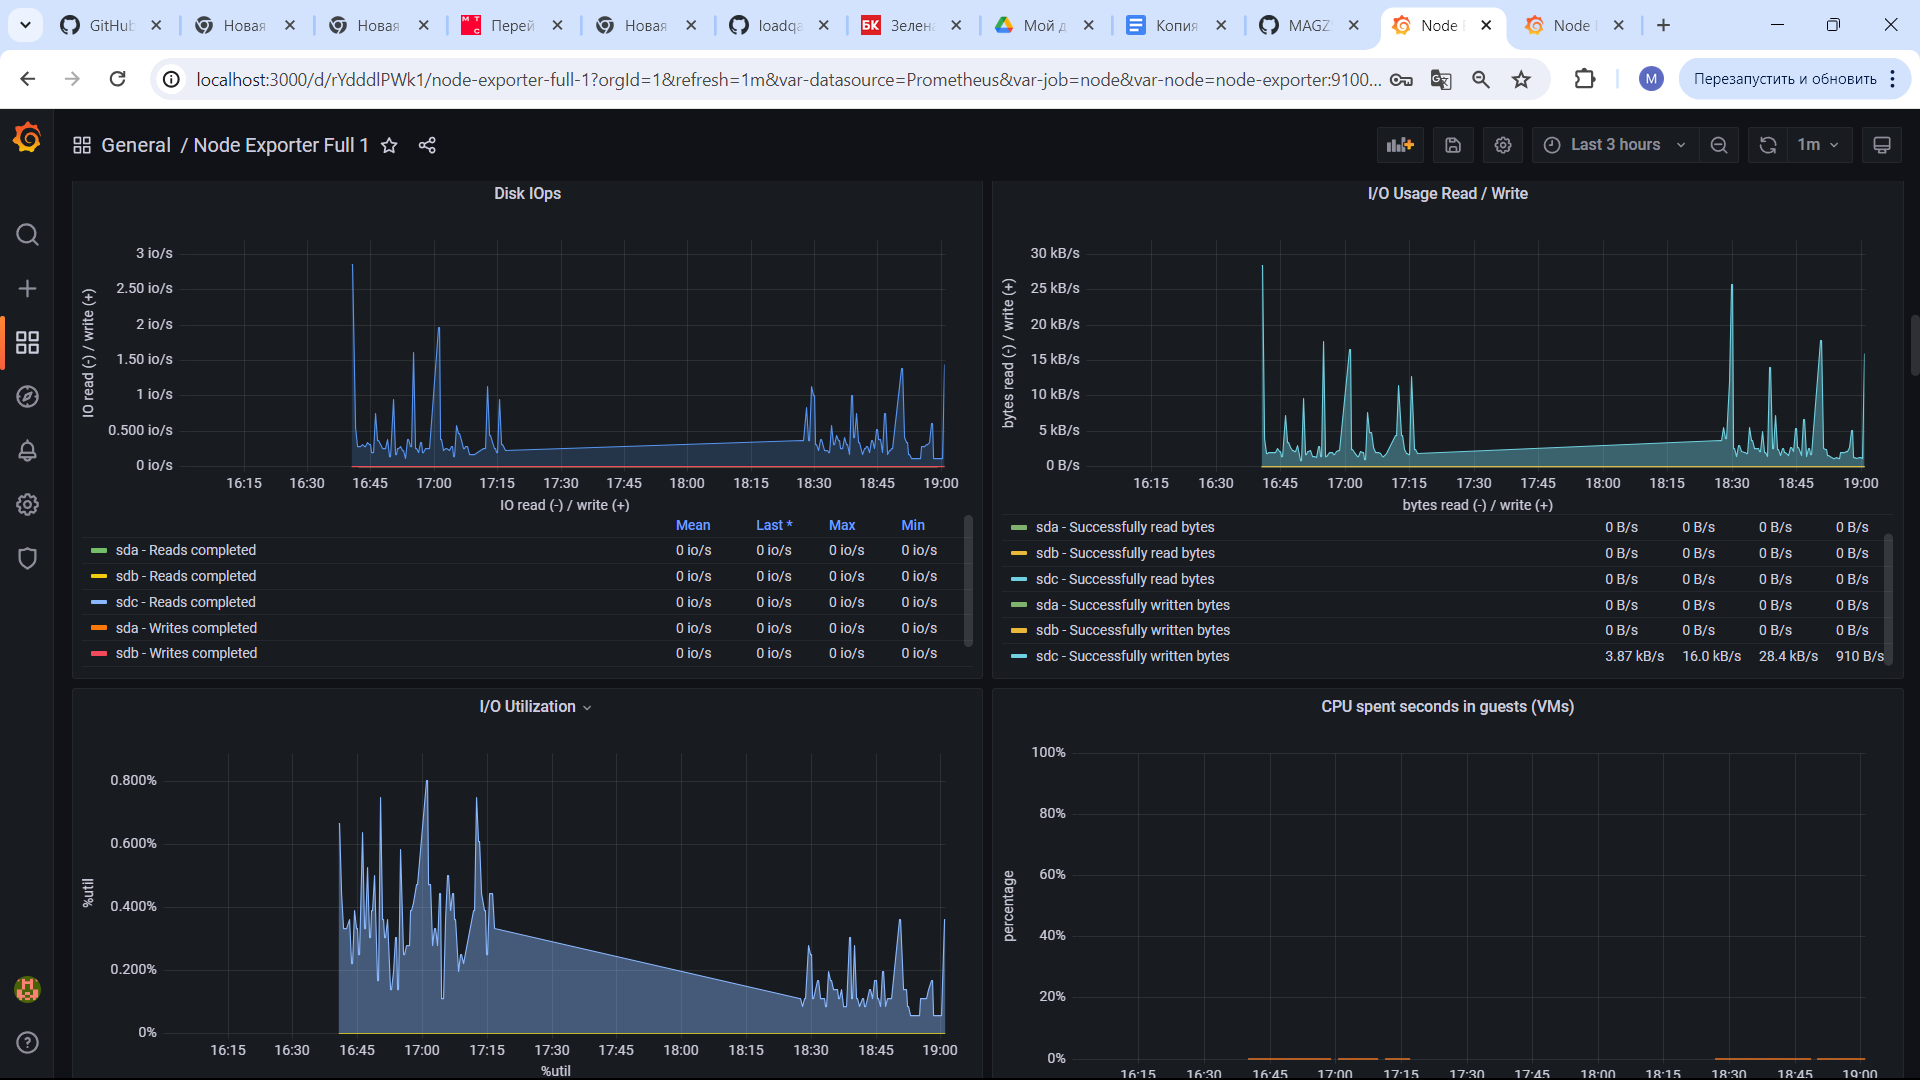 GitHub
Новая
Новая
Перей
Новая
loadqa
Зелена
Мой д
Копия
MAGZ
Node
Node
localhost:3000/d/rYdddlPWk1/node-exporter-full-1?orgId=1&refresh=1m&var-datasource=Prometheus&var-job=node&var-node=node-exporter:9100...
M
Перезапустить и обновить
General / Node Exporter Full 1
Last 3 hours
1m
Disk IOps
IO read (-) / write (+)
3 io/s
2.50 io/s
2 io/s
1.50 io/s
1 io/s
0.500 io/s
0 io/s
16:15 16:30 16:45 17:00 17:15 17:30 17:45 18:00 18:15 18:30 18:45 19:00
IO read (-) / write (+)
Mean Last * Max Min
sda - Reads completed 0 io/s 0 io/s 0 io/s 0 io/s
sdb - Reads completed 0 io/s 0 io/s 0 io/s 0 io/s
sdc - Reads completed 0 io/s 0 io/s 0 io/s 0 io/s
sda - Writes completed 0 io/s 0 io/s 0 io/s 0 io/s
sdb - Writes completed 0 io/s 0 io/s 0 io/s 0 io/s
I/O Usage Read / Write
bytes read (-) / write (+)
30 kB/s
25 kB/s
20 kB/s
15 kB/s
10 kB/s
5 kB/s
0 B/s
16:15 16:30 16:45 17:00 17:15 17:30 17:45 18:00 18:15 18:30 18:45 19:00
bytes read (-) / write (+)
sda - Successfully read bytes 0 B/s 0 B/s 0 B/s 0 B/s
sdb - Successfully read bytes 0 B/s 0 B/s 0 B/s 0 B/s
sdc - Successfully read bytes 0 B/s 0 B/s 0 B/s 0 B/s
sda - Successfully written bytes 0 B/s 0 B/s 0 B/s 0 B/s
sdb - Successfully written bytes 0 B/s 0 B/s 0 B/s 0 B/s
sdc - Successfully written bytes 3.87 kB/s 16.0 kB/s 28.4 kB/s 910 B/s
I/O Utilization
%util
0.800%
0.600%
0.400%
0.200%
0%
16:15 16:30 16:45 17:00 17:15 17:30 17:45 18:00 18:15 18:30 18:45 19:00
%util
CPU spent seconds in guests (VMs)
percentage
100%
80%
60%
40%
20%
0%
16:15 16:30 16:45 17:00 17:15 17:30 17:45 18:00 18:15 18:30 18:45 19:00